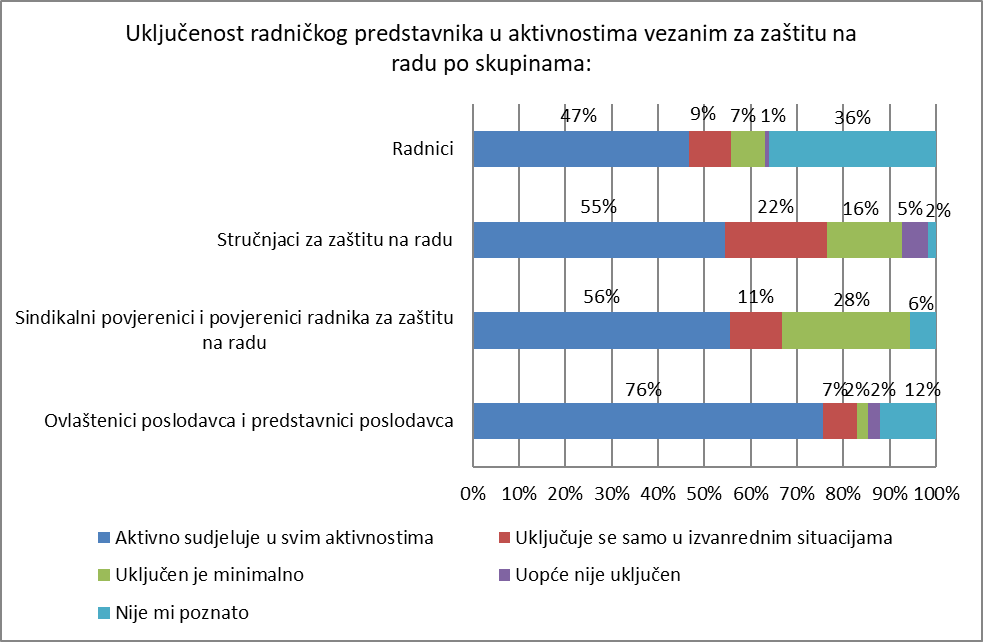 Uključenost radničkog predstavnika u aktivnostima vezanim za zaštitu na
radu po skupinama:
47% 9% 7% 1% 36%
Radnici
55% 22% 16% 5% 2%
Stručnjaci za zaštitu na radu
56% 11% 28% 6%
Sindikalni povjerenici i povjerenici radnika za zaštitu
na radu
76% 7% 2% 2% 12%
Ovlaštenici poslodavca i predstavnici poslodavca
0% 10% 20% 30% 40% 50% 60% 70% 80% 90% 100%
Aktivno sudjeluje u svim aktivnostima
Uključuje se samo u izvanrednim situacijama
Uključen je minimalno
Uopće nije uključen
Nije mi poznato